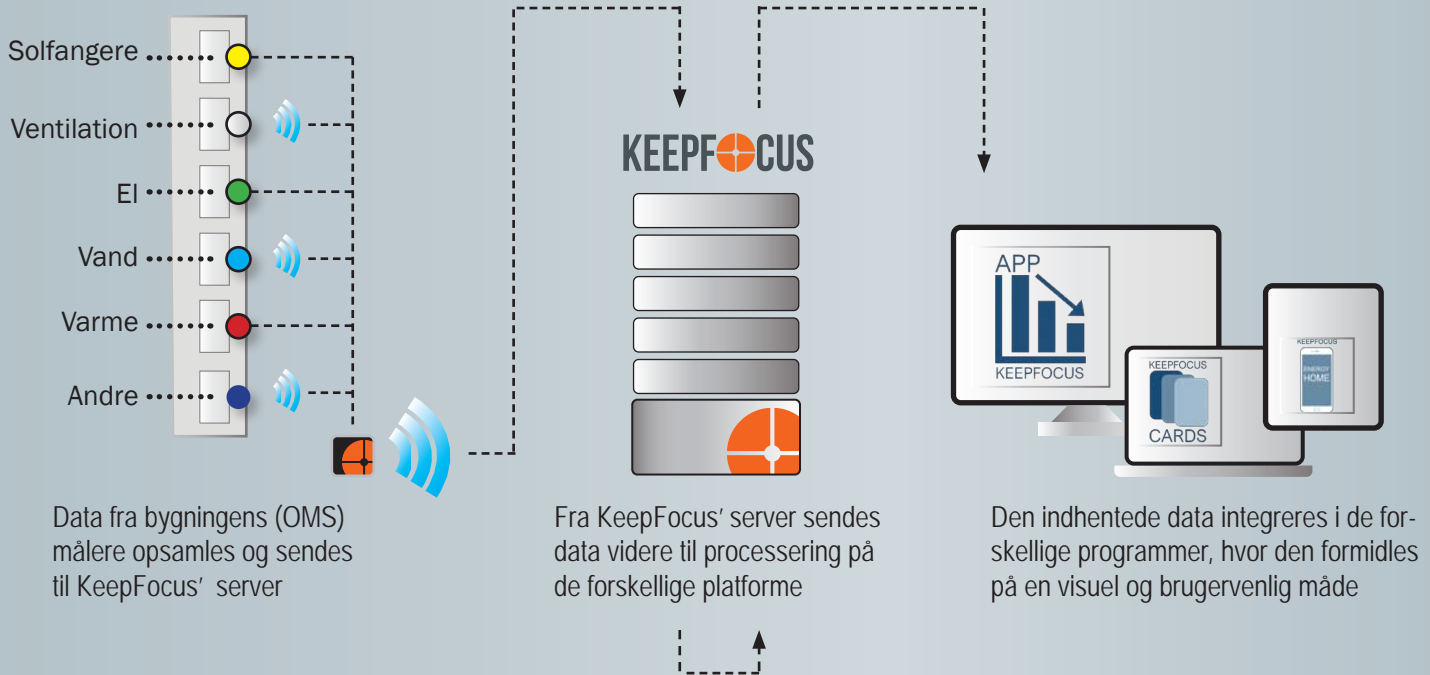 Solfangere
Ventilation
El
Vand
Varme
Andre
Data fra bygningens (OMS)
målere opsamles og sendes
til KeepFocus’ server
KEEPFOCUS
Fra KeepFocus’ server sendes
data videre til processering på
de forskellige platforme
APP
KEEPFOCUS
KEEPFOCUS
CARDS
KEEPFOCUS
ENERGY
HOME
Den indhentede data integreres i de for-
skellige programmer, hvor den formidles
på en visuel og brugervenlig måde